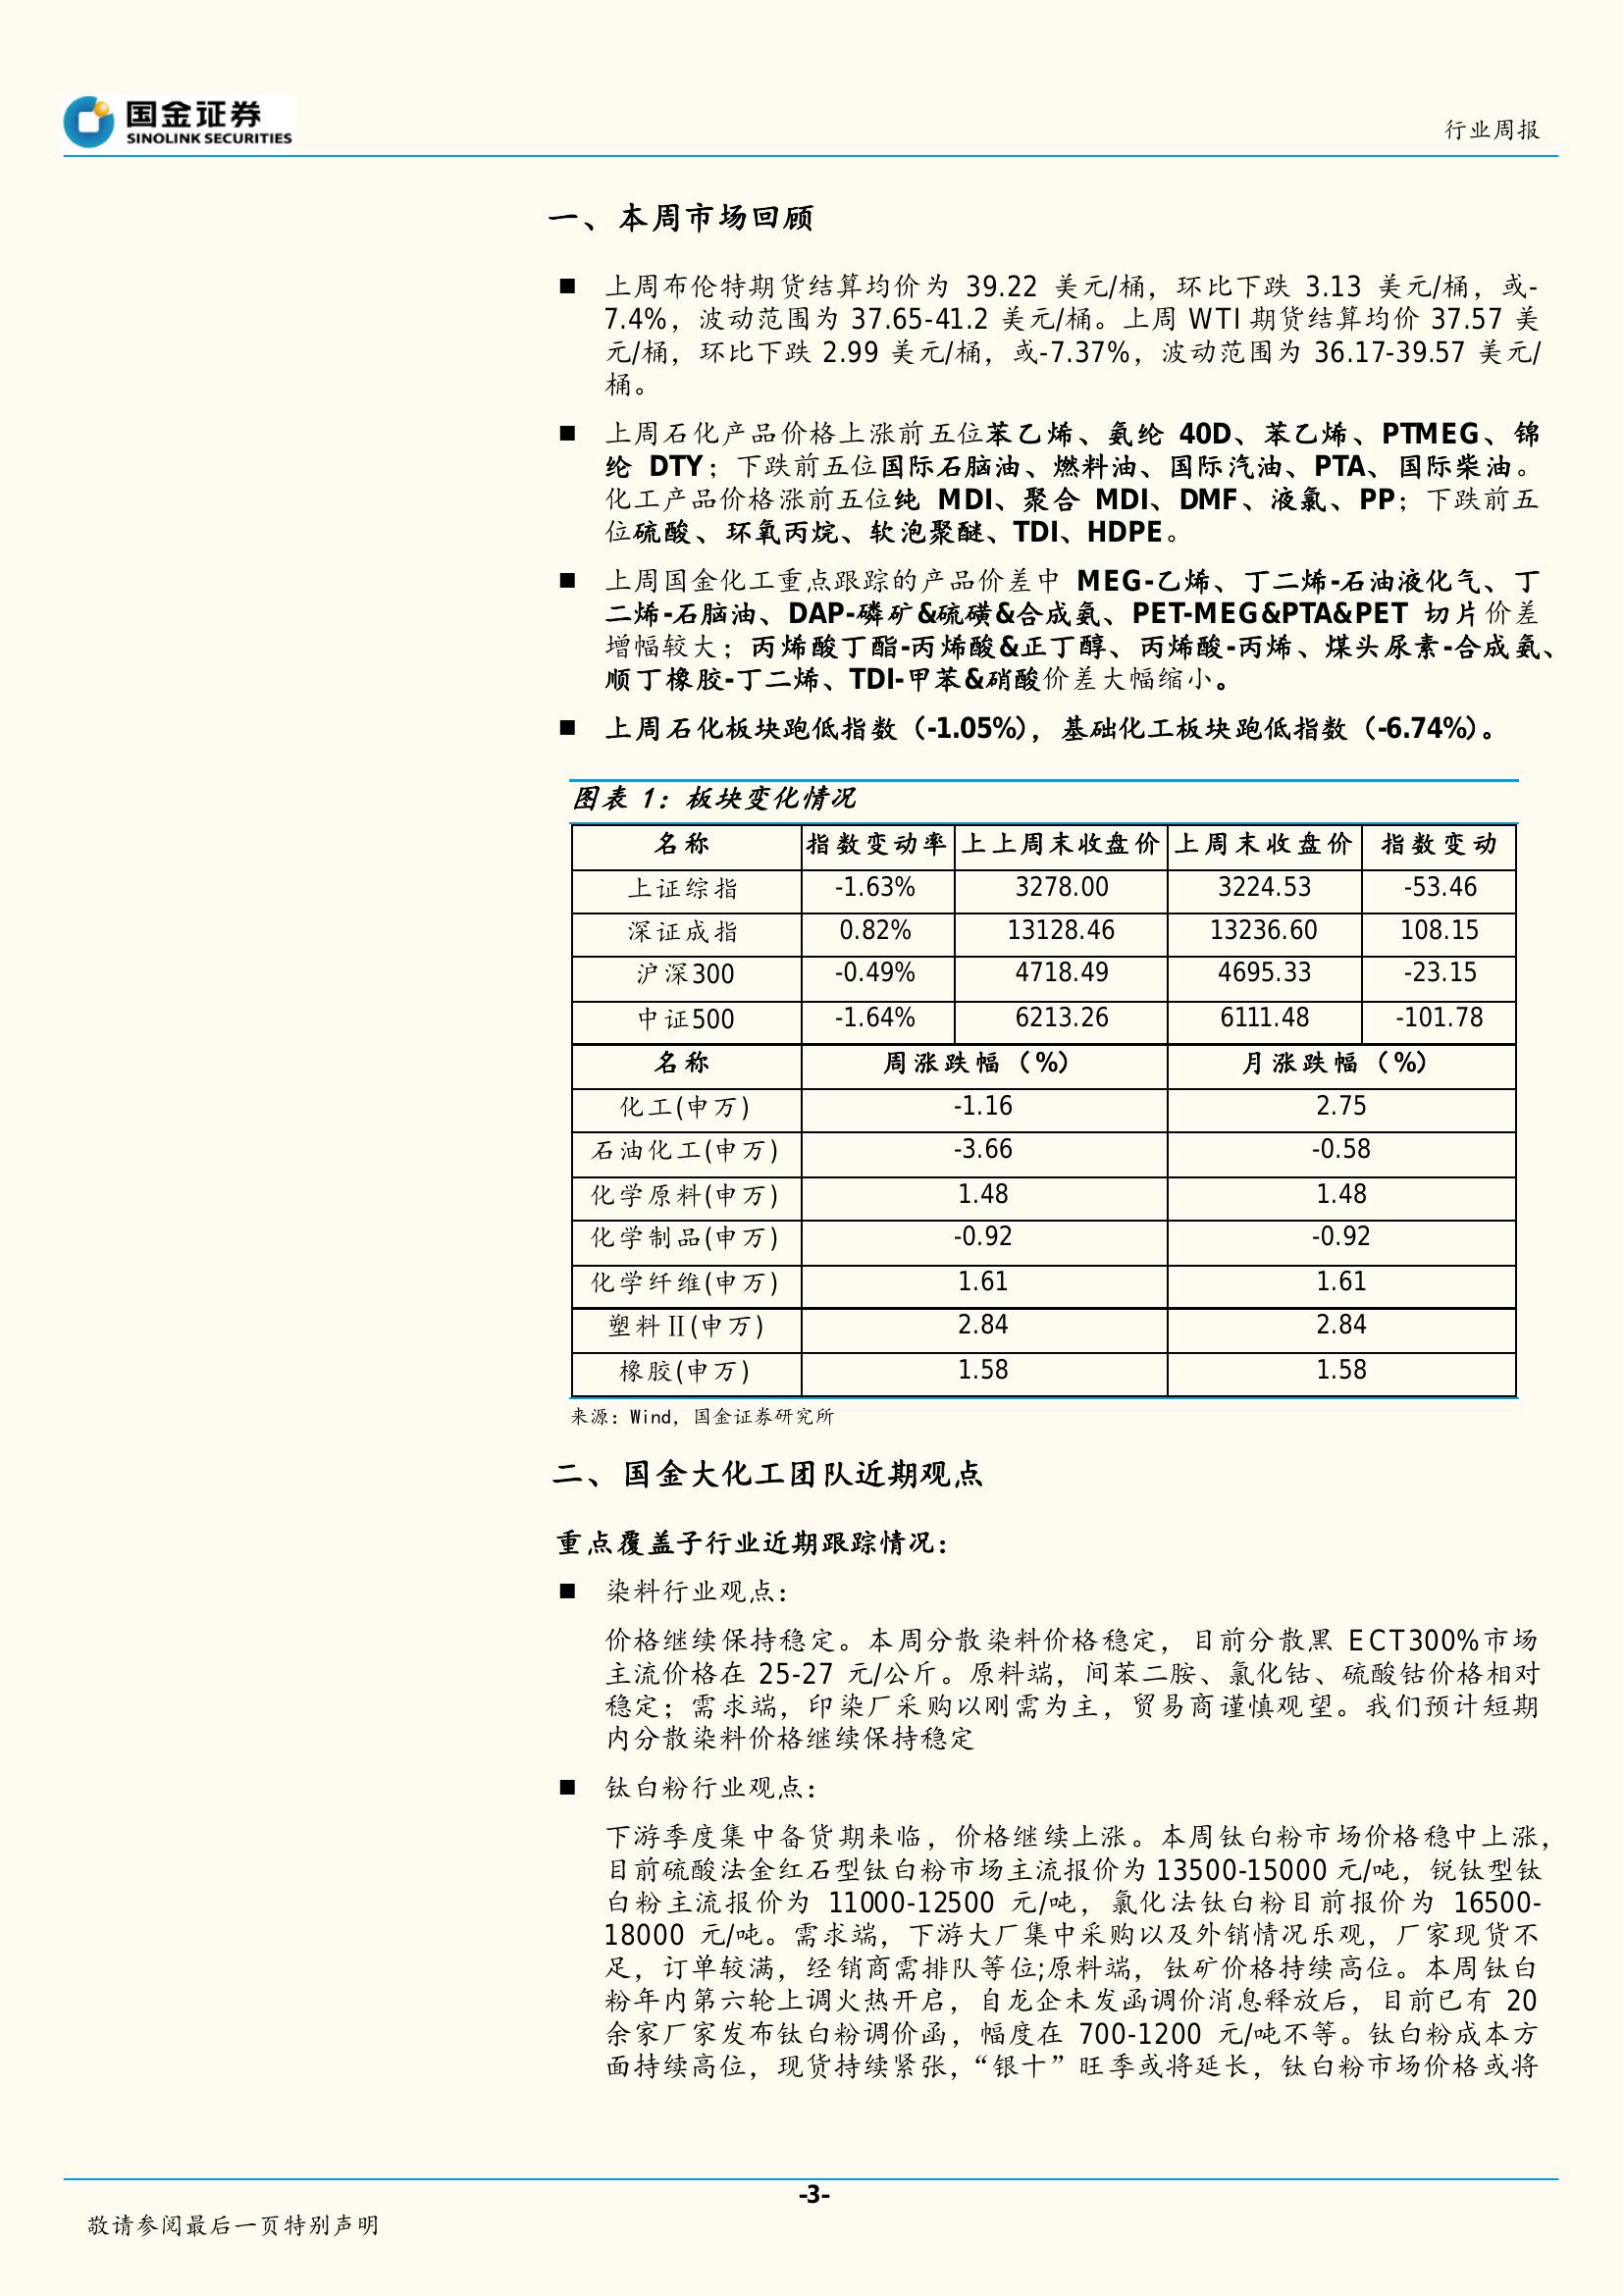 国金证券
SINOLINK SECURITIES
行业周报
一、本周市场回顾
■ 上周布伦特期货结算均价为 39.22 美元/桶，环比下跌 3.13 美元/桶，或-
7.4%，波动范围为 37.65-41.2 美元/桶。上周 WTI 期货结算均价 37.57 美
元/桶，环比下跌 2.99 美元/桶，或-7.37%，波动范围为 36.17-39.57 美元/
桶。
■ 上周石化产品价格上涨前五位苯乙烯、氨纶 40D、苯乙烯、PTMEG、锦
纶 DTY；下跌前五位国际石脑油、燃料油、国际汽油、PTA、国际柴油。
化工产品价格涨前五位纯 MDI、聚合 MDI、DMF、液氯、PP；下跌前五
位硫酸、环氧丙烷、软泡聚醚、TDI、HDPE。
■ 上周国金化工重点跟踪的产品价差中 MEG-乙烯、丁二烯-石油液化气、丁
二烯-石脑油、DAP-磷矿&硫磺&合成氨、PET-MEG&PTA&PET 切片价差
增幅较大；丙烯酸丁酯-丙烯酸&正丁醇、丙烯酸-丙烯、煤头尿素-合成氨、
顺丁橡胶-丁二烯、TDI-甲苯&硝酸价差大幅缩小。
■ 上周石化板块跑低指数（-1.05%），基础化工板块跑低指数（-6.74%）。
图表 1：板块变化情况
名称 指数变动率 上上周末收盘价 上周末收盘价 指数变动
上证综指 -1.63% 3278.00 3224.53 -53.46
深证成指 0.82% 13128.46 13236.60 108.15
沪深300 -0.49% 4718.49 4695.33 -23.15
中证500 -1.64% 6213.26 6111.48 -101.78
名称 周涨跌幅（%） 月涨跌幅（%）
化工(申万) -1.16 2.75
石油化工(申万) -3.66 -0.58
化学原料(申万) 1.48 1.48
化学制品(申万) -0.92 -0.92
化学纤维(申万) 1.61 1.61
塑料Ⅱ(申万) 2.84 2.84
橡胶(申万) 1.58 1.58
来源：Wind，国金证券研究所
二、国金大化工团队近期观点
重点覆盖子行业近期跟踪情况：
■ 染料行业观点：
价格继续保持稳定。本周分散染料价格稳定，目前分散黑 ECT300%市场
主流价格在 25-27 元/公斤。原料端，间苯二胺、氯化钴、硫酸钴价格相对
稳定；需求端，印染厂采购以刚需为主，贸易商谨慎观望。我们预计短期
内分散染料价格继续保持稳定
■ 钛白粉行业观点：
下游季度集中备货期来临，价格继续上涨。本周钛白粉市场价格稳中上涨，
目前硫酸法金红石型钛白粉市场主流报价为 13500-15000 元/吨，锐钛型钛
白粉主流报价为 11000-12500 元/吨，氯化法钛白粉目前报价为 16500-
18000 元/吨。需求端，下游大厂集中采购以及外销情况乐观，厂家现货不
足，订单较满，经销商需排队等位;原料端，钛矿价格持续高位。本周钛白
粉年内第六轮上调火热开启，自龙企未发函调价消息释放后，目前已有 20
余家厂家发布钛白粉调价函，幅度在 700-1200 元/吨不等。钛白粉成本方
面持续高位，现货持续紧张，“银十”旺季或将延长，钛白粉市场价格或将
-3-
敬请参阅最后一页特别声明